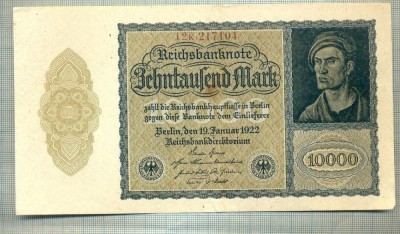 12K·217104
Reichsbanknote
Zehntausend Mark
zahlt die Reichsbankhauptkasse in Berlin
gegen diese Banknote dem Einlieferer
Berlin, den 19. Januar 1922
Reichsbankdirektorium
10000